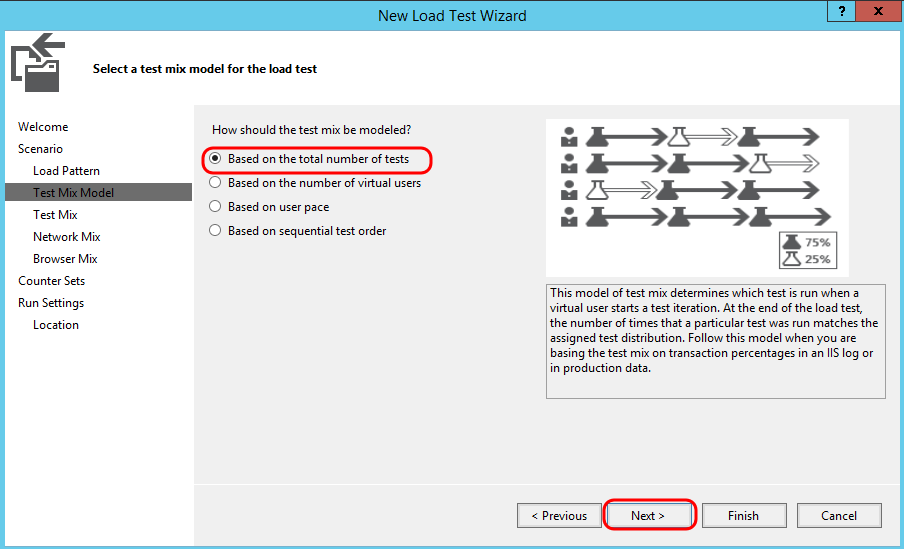 New Load Test Wizard
?
x
Select a test mix model for the load test
Welcome
Scenario
Load Pattern
Test Mix Model
Test Mix
Network Mix
Browser Mix
Counter Sets
Run Settings
Location
How should the test mix be modeled?
Based on the total number of tests
Based on the number of virtual users
Based on user pace
Based on sequential test order
75%
25%
This model of test mix determines which test is run when a
virtual user starts a test iteration. At the end of the load test,
the number of times that a particular test was run matches the
assigned test distribution. Follow this model when you are
basing the test mix on transaction percentages in an IIS log or
in production data.
< Previous
Next >
Finish
Cancel